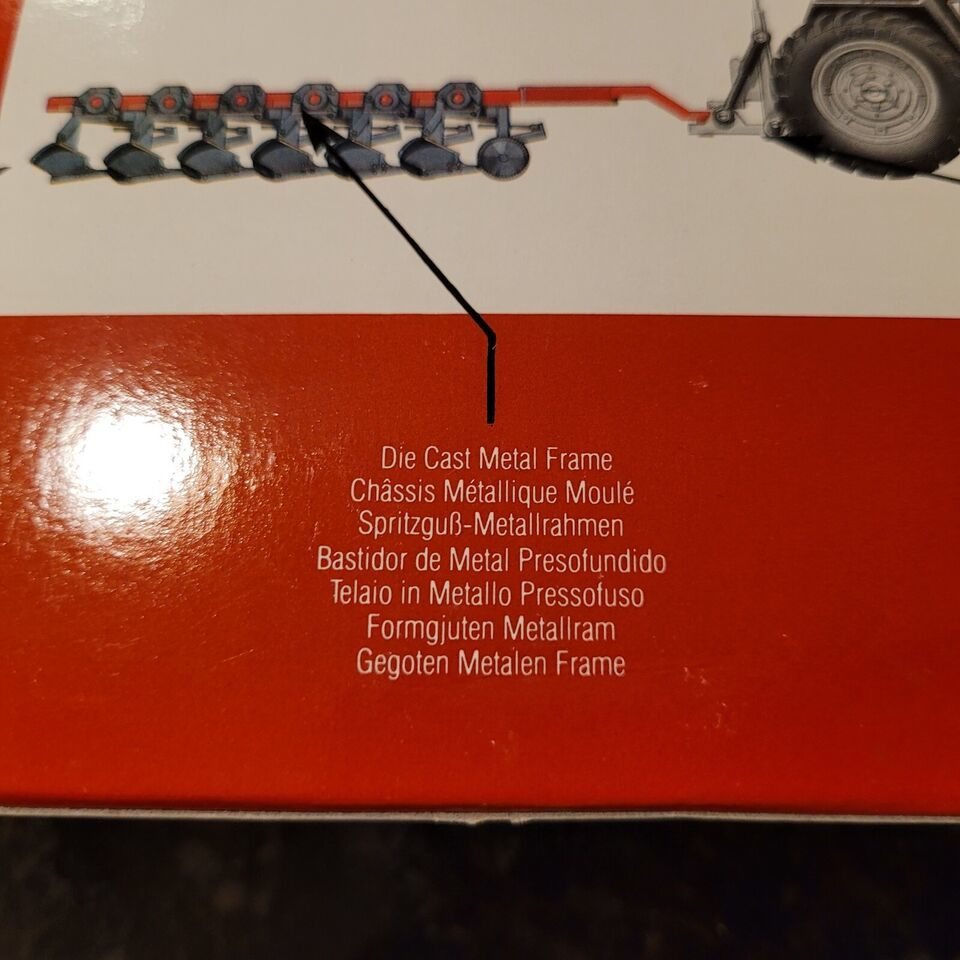 Die Cast Metal Frame
Châssis Métallique Moulé
Spritzguß-Metallrahmen
Bastidor de Metal Presofundido
Telaio in Metallo Pressofuso
Formgjuten Metallram
Gegoten Metalen Frame